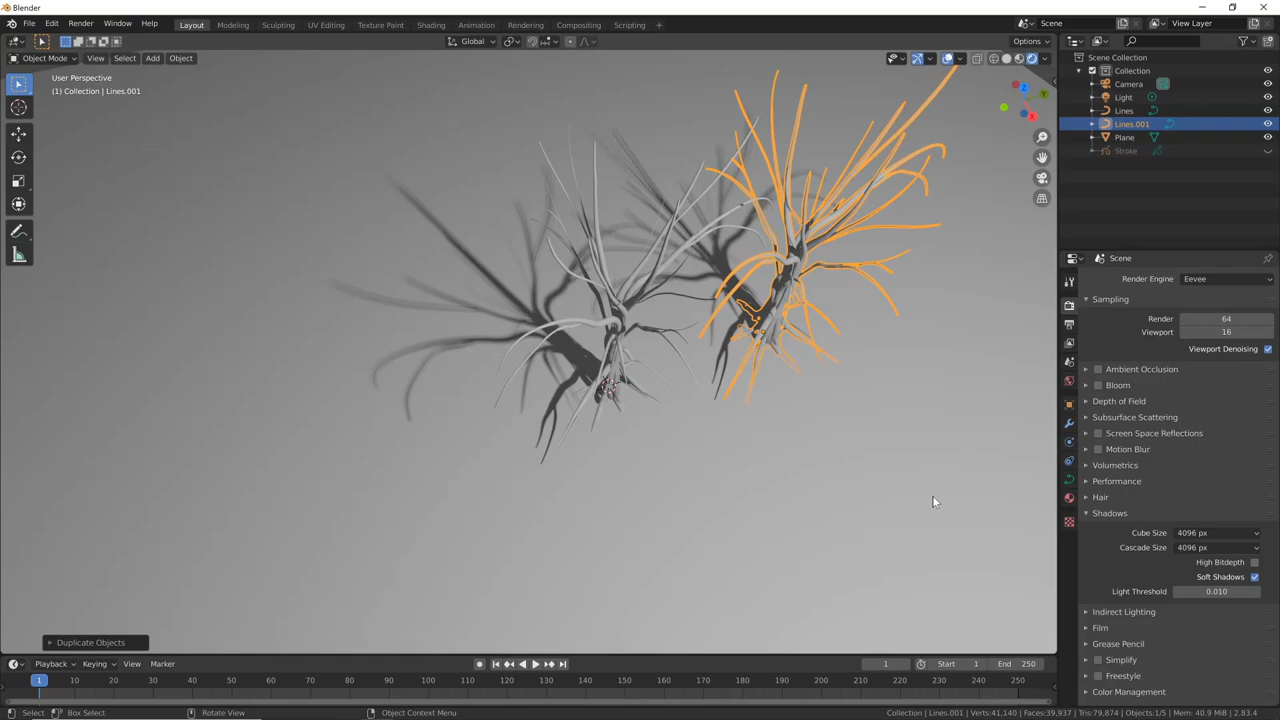 Blender
File Edit Render Window Help Layout Modeling Sculpting UV Editing Texture Paint Shading Animation Rendering Compositing Scripting + Scene View Layer
Global Options
Object Mode View Select Add Object
User Perspective
(1) Collection | Lines.001
Scene Collection
Collection
Camera
Light
Lines
Lines.001
Plane
Stroke
Scene
Render Engine Eevee
Sampling
Render 64
Viewport 16
Viewport Denoising
Ambient Occlusion
Bloom
Depth of Field
Subsurface Scattering
Screen Space Reflections
Motion Blur
Volumetrics
Performance
Hair
Shadows
Cube Size 4096 px
Cascade Size 4096 px
High Bitdepth
Soft Shadows
Light Threshold 0.010
Indirect Lighting
Film
Grease Pencil
Simplify
Freestyle
Color Management
X
Y
Z
Duplicate Objects
Playback Keying View Marker 1 Start 1 End 250
1 10 20 30 40 50 60 70 80 90 100 110 120 130 140 150 160 170 180 190 200 210 220 230 240 250
Select Box Select Rotate View Object Context Menu Collection | Lines.001 | Verts:41,140 | Faces:39,937 | Tris:79,874 | Objects:1/5 | Mem: 40.9 MiB | 2.83.4